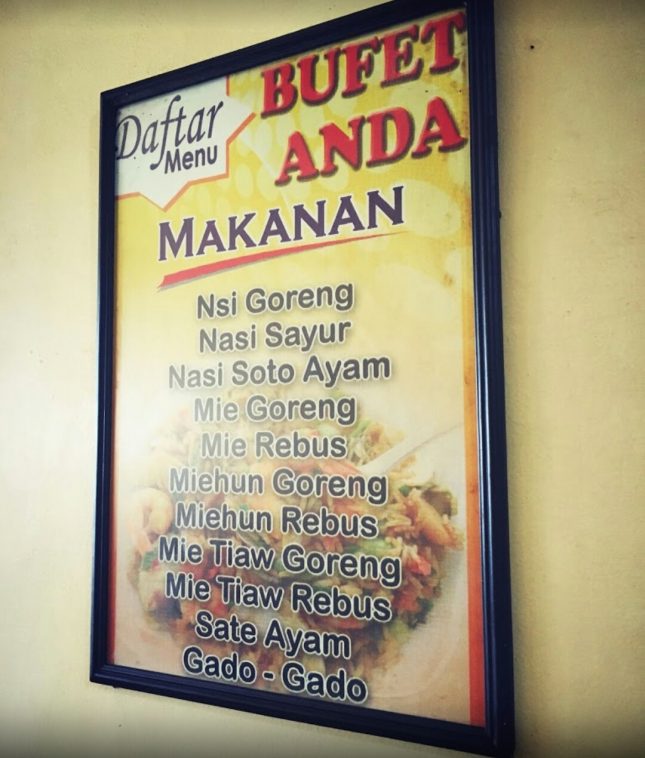 Daftar
Menu
BUFET
ANDA
MAKANAN
Nsi Goreng
Nasi Sayur
Nasi Soto Ayam
Mie Goreng
Mie Rebus
Miehun Goreng
Miehun Rebus
Mie Tiaw Goreng
Mie Tiaw Rebus
Sate Ayam
Gado - Gado